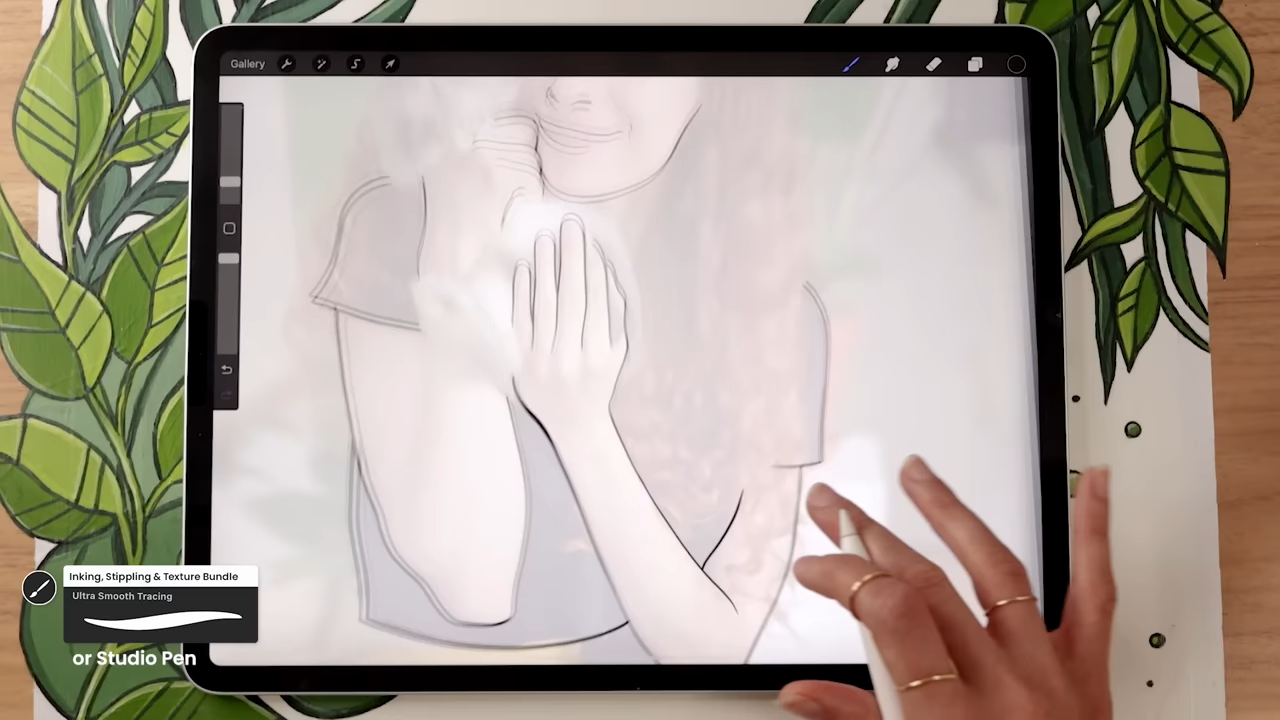 Gallery
Inking, Stippling & Texture Bundle
Ultra Smooth Tracing
or Studio Pen